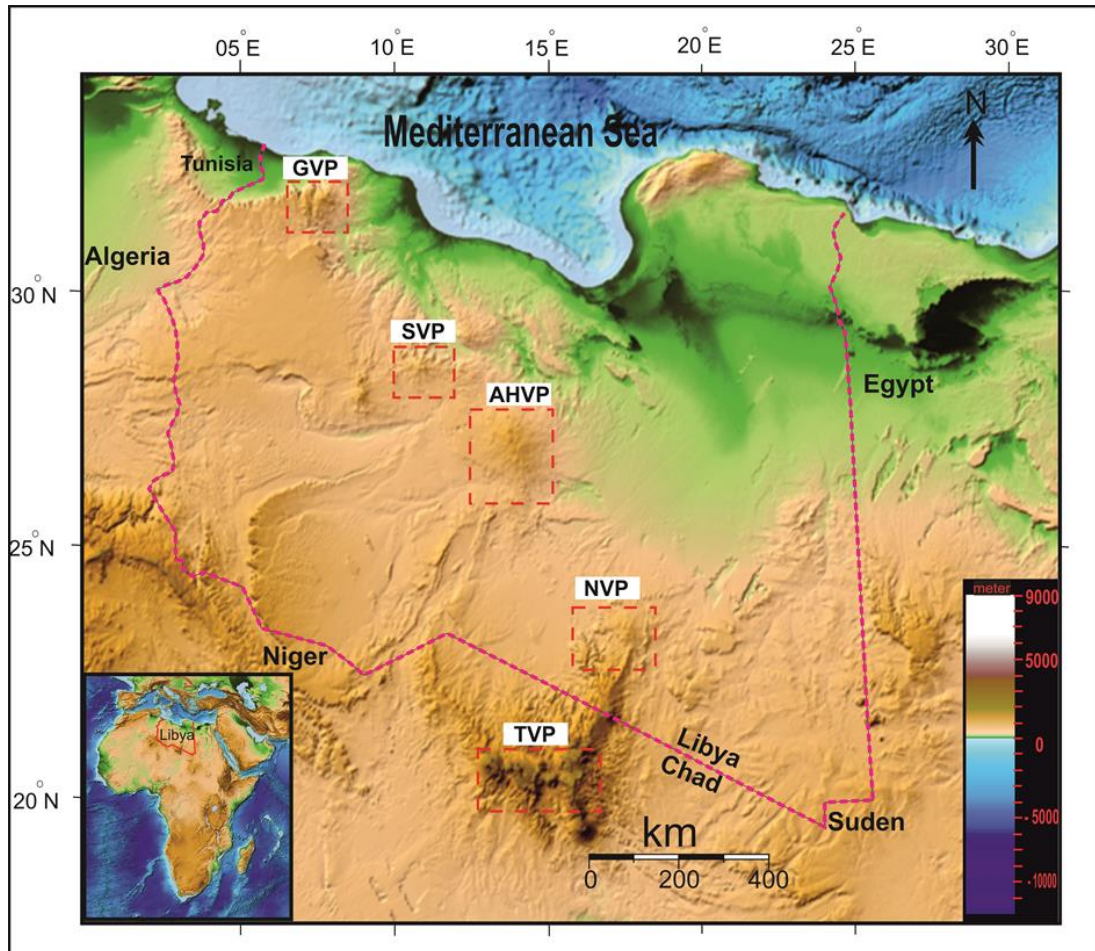 05°E 10°E 15°E 20°E 25°E 30°E
N
Mediterranean Sea
Tunisia
GVP
Algeria
30°N
SVP
AHVP
Egypt
25°N
NVP
meter
9000
5000
0
- 5000
- 10000
Niger
TVP
Libya
Chad
20°N
Suden
km
0 200 400
Libya